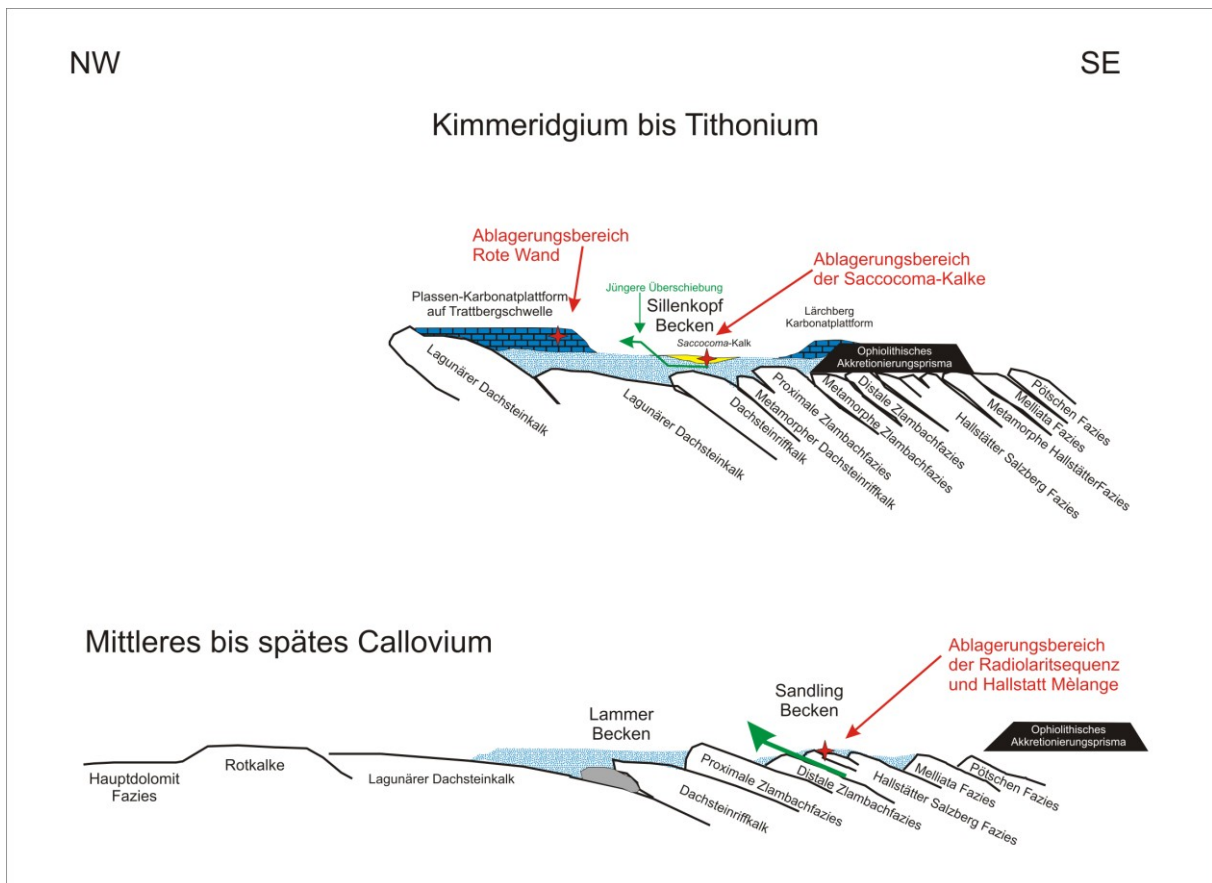 NW
SE
Kimmeridgium bis Tithonium
Ablagerungsbereich
Rote Wand
Ablagerungsbereich
der Saccocoma-Kalke
Jüngere Überschiebung
Plassen-Karbonatplattform
auf Trattbergschwelle
Sillenkopf
Becken
Saccocoma-Kalk
Lärchberg
Karbonatplattform
Ophiolithisches
Akkretionierungsprisma
Lagunärer Dachsteinkalk
Lagunärer Dachsteinkalk
Dachsteinriffkalk
Metamorpher Dachsteinriffkalk
Proximale Zlambachfazies
Metamorphe Zlambachfazies
Distale Zlambachfazies
Hallstätter Salzberg Fazies
Metamorphe HallstätterFazies
Melliata Fazies
Pötschen Fazies
Mittleres bis spätes Callovium
Ablagerungsbereich
der Radiolaritsequenz
und Hallstatt Mèlange
Sandling
Becken
Lammer
Becken
Ophiolithisches
Akkretionierungsprisma
Hauptdolomit
Fazies
Rotkalke
Lagunärer Dachsteinkalk
Dachsteinriffkalk
Proximale Zlambachfazies
Distale Zlambachfazies
Hallstätter Salzberg Fazies
Melliata Fazies
Pötschen Fazies